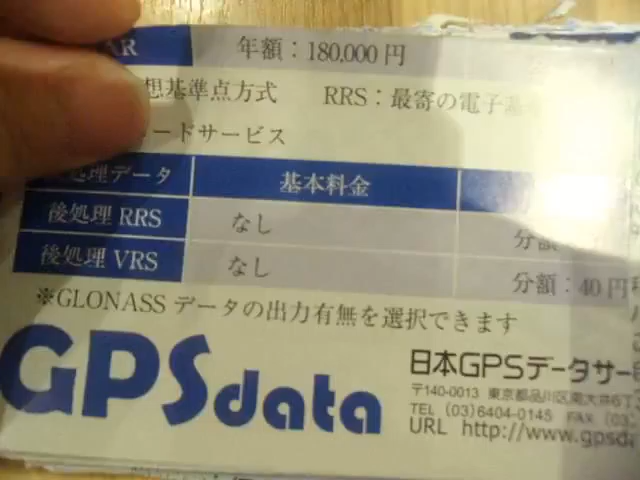 AR 年額：180,000 円
想基準点方式 RRS：最寄の電子基
ードサービス
処理データ 基本料金
後処理 RRS なし 分額：
後処理 VRS なし 分額：40 円
※GLONASS データの出力有無を選択できます
GPSdata
日本GPSデータサー
〒140-0013 東京都品川区南大井6丁
TEL (03)6404-0145 FAX (03)
URL http://www.gpsd